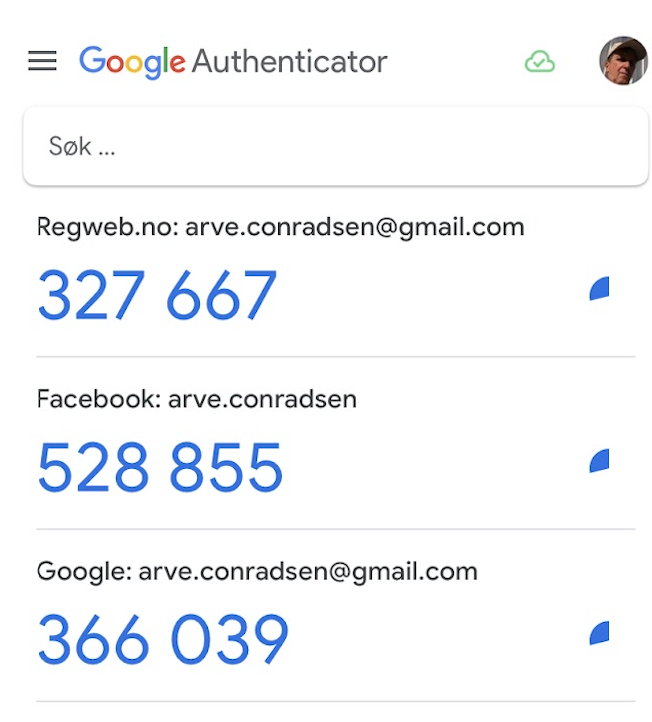 Google Authenticator
Søk ...
Regweb.no: arve.conradsen@gmail.com
327 667
Facebook: arve.conradsen
528 855
Google: arve.conradsen@gmail.com
366 039